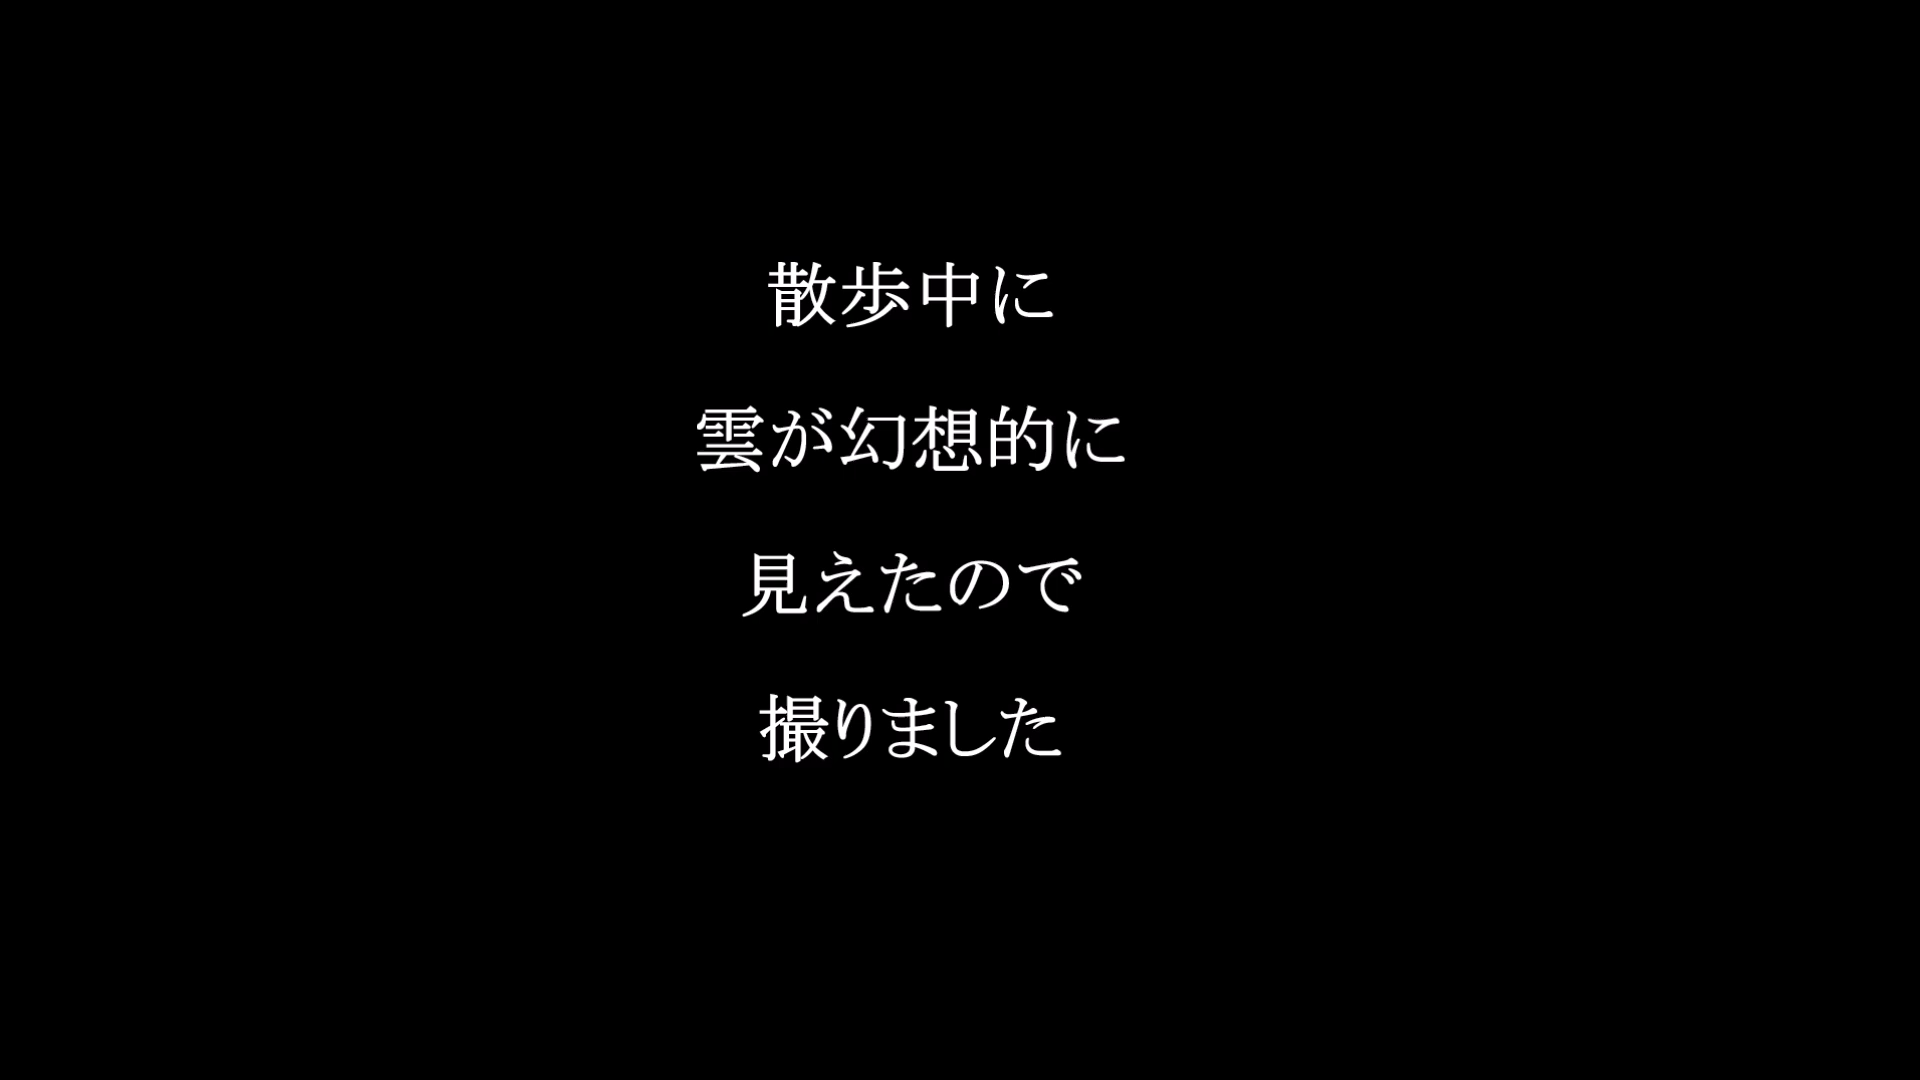 散歩中に
雲が幻想的に
見えたので
撮りました